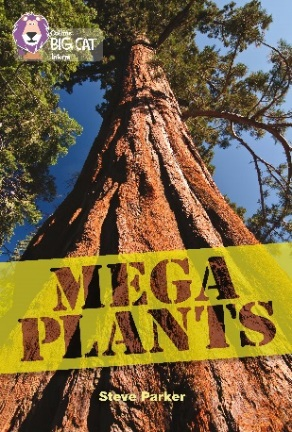 Collins
BIG CAT
MEGA
PLANTS
Steve Parker